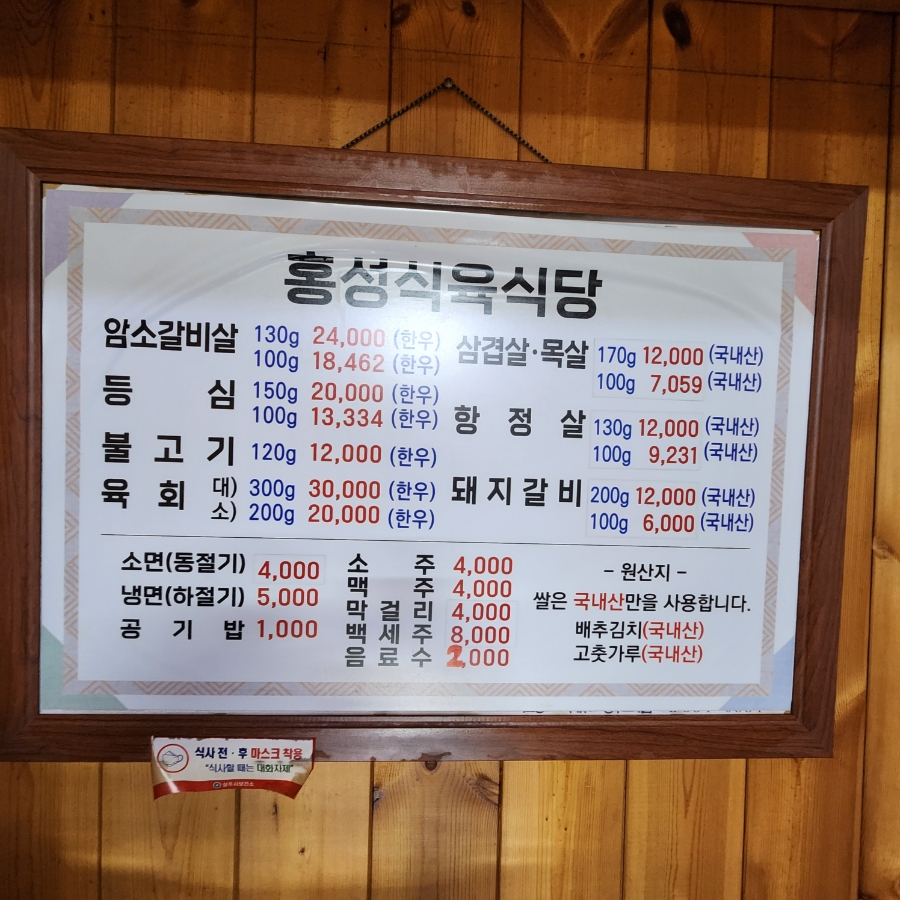 홍성식육식당
암소갈비살 130g 24,000 (한우)
100g 18,462 (한우)
등 심 150g 20,000 (한우)
100g 13,334 (한우)
불 고 기 120g 12,000 (한우)
육 회 대) 300g 30,000 (한우)
소) 200g 20,000 (한우)
삼겹살·목살 170g 12,000 (국내산)
100g 7,059 (국내산)
항 정 살 130g 12,000 (국내산)
100g 9,231 (국내산)
돼지갈비 200g 12,000 (국내산)
100g 6,000 (국내산)
소면(동절기) 4,000
냉면(하절기) 5,000
공 기 밥 1,000
소 주 4,000
맥 주 4,000
막 걸 리 4,000
백 세 주 8,000
음 료 수 2,000
- 원산지 -
쌀은 국내산만을 사용합니다.
배추김치(국내산)
고춧가루(국내산)
식사 전·후 마스크 착용
"식사할 때는 대화자제"
상주시보건소